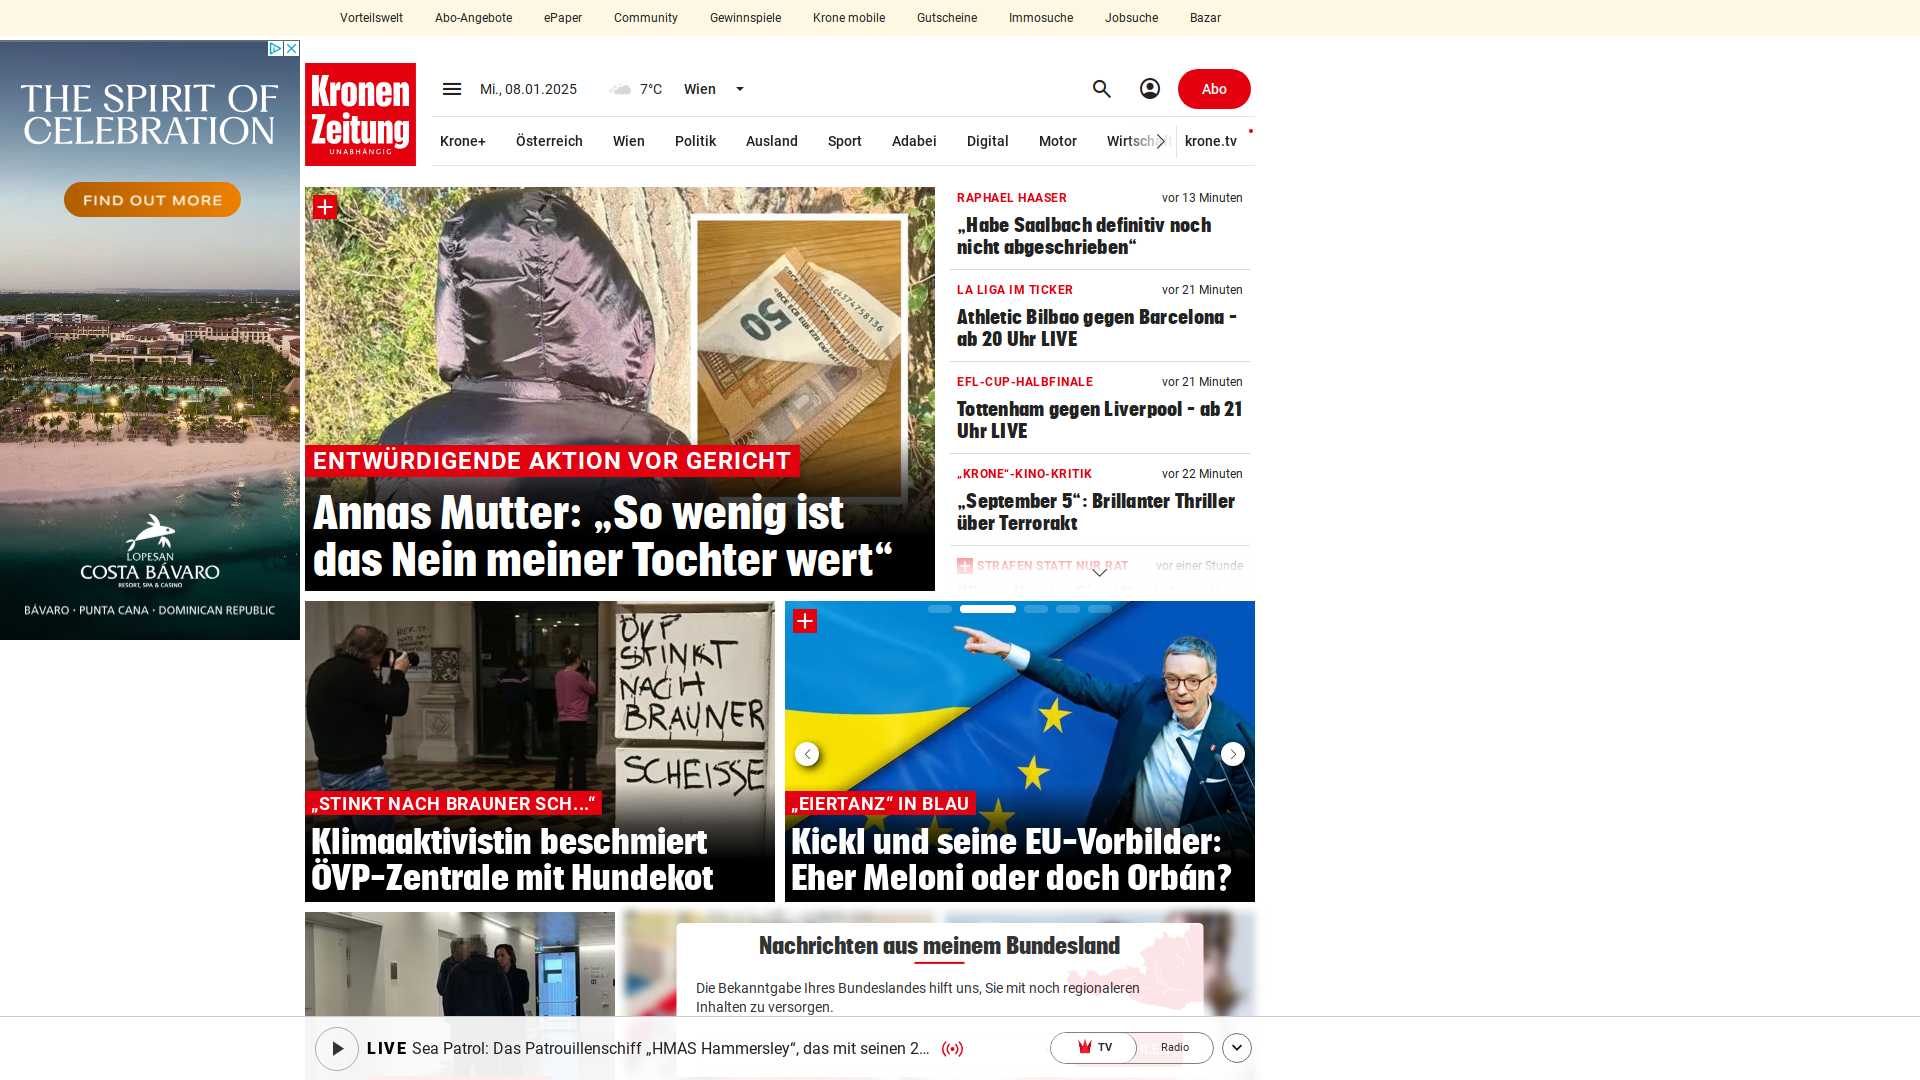 Vorteilswelt
Abo-Angebote
ePaper
Community
Gewinnspiele
Krone mobile
Gutscheine
Immosuche
Jobsuche
Bazar
THE SPIRIT OF
CELEBRATION
FIND OUT MORE
LOPESAN
COSTA BÁVARO
RESORT, SPA & CASINO
BÁVARO · PUNTA CANA · DOMINICAN REPUBLIC
Kronen
Zeitung
UNABHÄNGIG
Mi., 08.01.2025
7°C
Wien
Abo
Krone+
Österreich
Wien
Politik
Ausland
Sport
Adabei
Digital
Motor
Wirtschaft
krone.tv
50
SC4574758136
ENTWÜRDIGENDE AKTION VOR GERICHT
Annas Mutter: „So wenig ist
das Nein meiner Tochter wert“
RAPHAEL HAASER
vor 13 Minuten
„Habe Saalbach definitiv noch
nicht abgeschrieben“
LA LIGA IM TICKER
vor 21 Minuten
Athletic Bilbao gegen Barcelona –
ab 20 Uhr LIVE
EFL-CUP-HALBFINALE
vor 21 Minuten
Tottenham gegen Liverpool – ab 21
Uhr LIVE
„KRONE“-KINO-KRITIK
vor 22 Minuten
„September 5“: Brillanter Thriller
über Terrorakt
STRAFEN STATT NUR RAT
vor einer Stunde
ÖVP
STINKT
NACH
BRAUNER
SCHEISSE
„STINKT NACH BRAUNER SCH...“
Klimaaktivistin beschmiert
ÖVP-Zentrale mit Hundekot
„EIERTANZ“ IN BLAU
Kickl und seine EU-Vorbilder:
Eher Meloni oder doch Orbán?
Nachrichten aus meinem Bundesland
Die Bekanntgabe Ihres Bundeslandes hilft uns, Sie mit noch regionaleren
Inhalten zu versorgen.
LIVE Sea Patrol: Das Patrouillenschiff „HMAS Hammersley“, das mit seinen 2...
TV
Radio